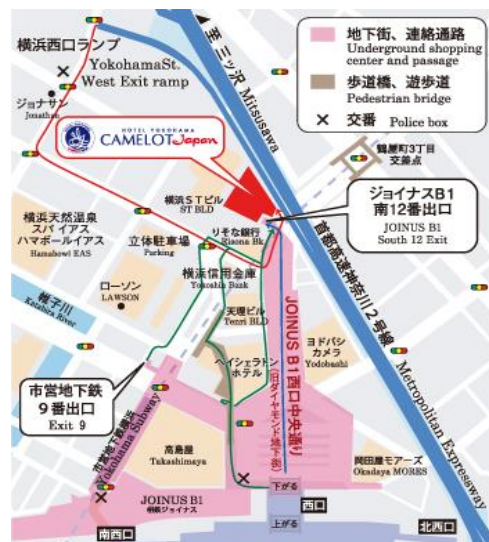 横浜西口ランプ
YokohamaSt.
West Exit ramp
ジョナサン
Jonathan
至 三ッ沢 Mitsusawa
地下街、連絡通路
Underground shopping
center and passage
歩道橋、遊歩道
Pedestrian bridge
交番 Police box
HOTEL YOKOHAMA
CAMELOT Japan
鶴屋町3丁目
交差点
横浜STビル
ST BLD
ジョイナスB1
南12番出口
JOINUS B1
South 12 Exit
横浜天然温泉
スパ イアス
ハマボールイアス
Hamabowl EAS
立体駐車場
Parking
りそな銀行
Risona Bk
首都高速神奈川2号線
Metropolitan Expressway
横浜信用金庫
Yokoshin Bank
ローソン
LAWSON
帷子川
Katabira River
天理ビル
Tenri BLD
JOINUS B1 西口中央通り
(旧ダイヤモンド地下街)
ヨドバシ
カメラ
Yodobashi
ベイシェラトン
ホテル
市営地下鉄
9番出口
Exit 9
市営地下鉄横浜
Yokohama Subway
高島屋
Takashimaya
岡田屋モアーズ
Okadaya MORES
JOINUS B1
相鉄ジョイナス
下がる
西口
上がる
南西口
北西口